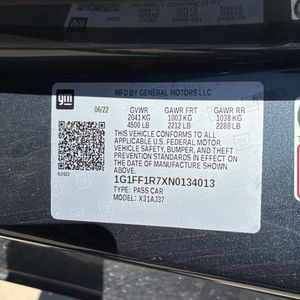 gm
MFD BY GENERAL MOTORS LLC
06/22 GVWR GAWR FRT GAWR RR
2041 KG 1003 KG 1038 KG
4500 LB 2212 LB 2288 LB
THIS VEHICLE CONFORMS TO ALL
APPLICABLE U.S. FEDERAL MOTOR
VEHICLE SAFETY, BUMPER, AND THEFT
PREVENTION STANDARDS IN EFFECT ON THE
DATE OF MANUFACTURE SHOWN ABOVE.
1G1FF1R7XN0134013
TYPE: PASS CAR
MODEL: X31AJ37